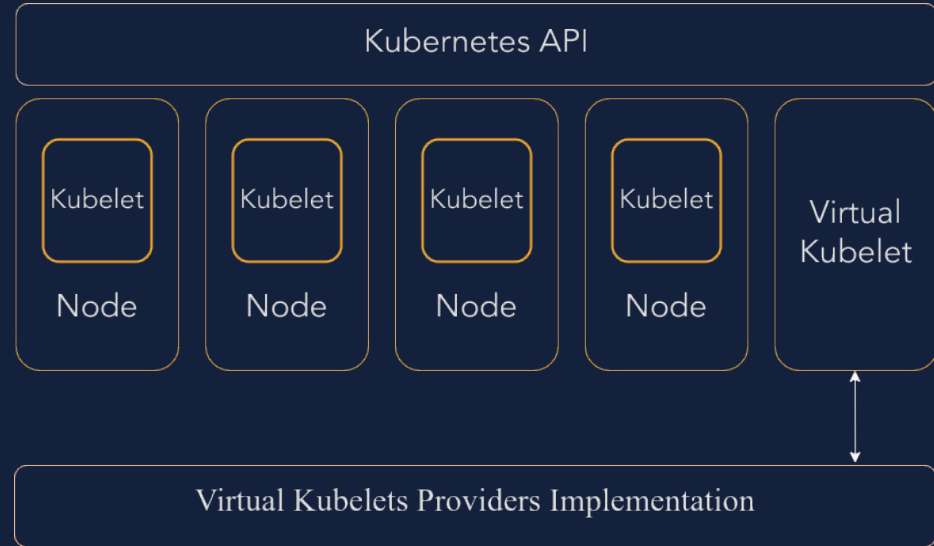 Kubernetes API
Kubelet
Node
Kubelet
Node
Kubelet
Node
Kubelet
Node
Virtual
Kubelet
Virtual Kubelets Providers Implementation